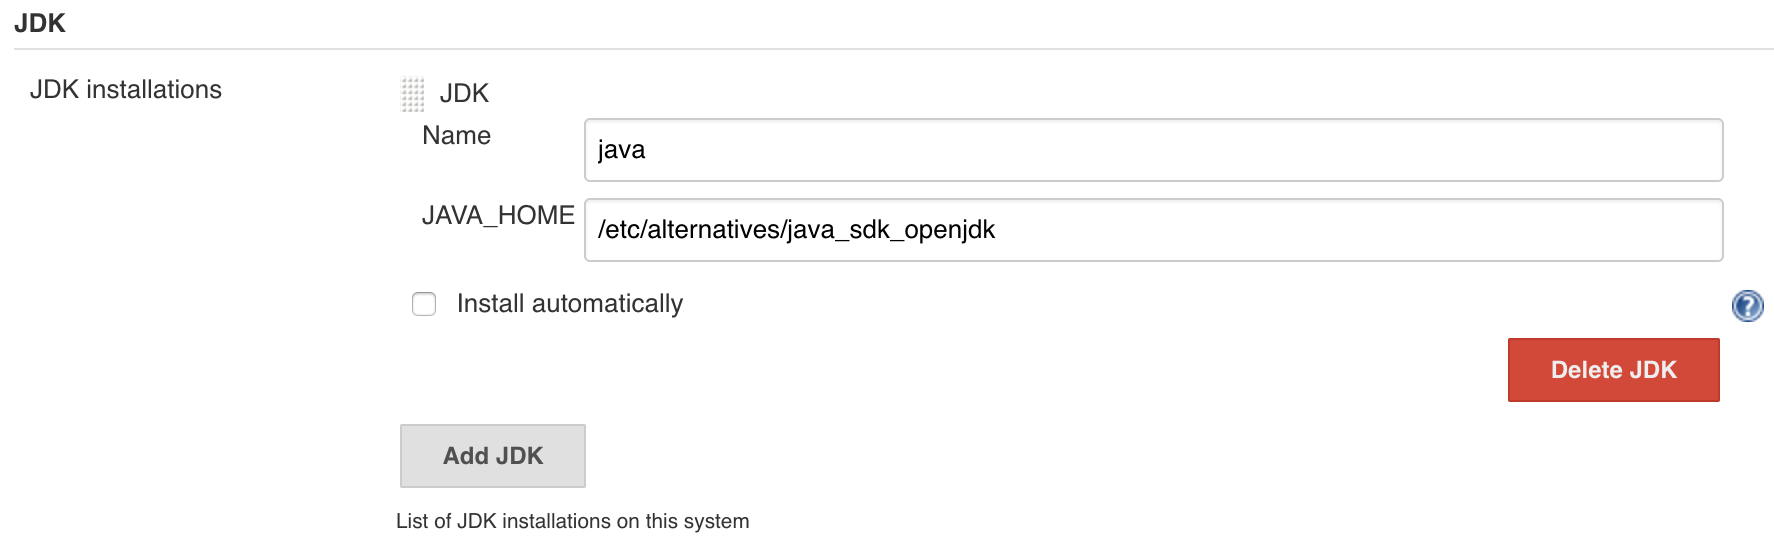 JDK
JDK installations
JDK
Name
java
JAVA_HOME
/etc/alternatives/java_sdk_openjdk
Install automatically
?
Delete JDK
Add JDK
List of JDK installations on this system